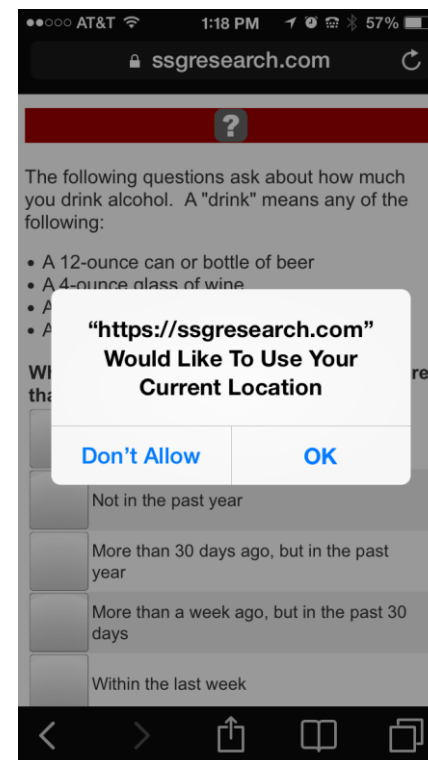 AT&T 1:18 PM 57%
ssgresearch.com
?
The following questions ask about how much
you drink alcohol. A "drink" means any of the
following:
• A 12-ounce can or bottle of beer
• A 4-ounce glass of wine
• A
• A
“https://ssgresearch.com”
Would Like To Use Your
Current Location
Don’t Allow OK
Not in the past year
More than 30 days ago, but in the past
year
More than a week ago, but in the past 30
days
Within the last week